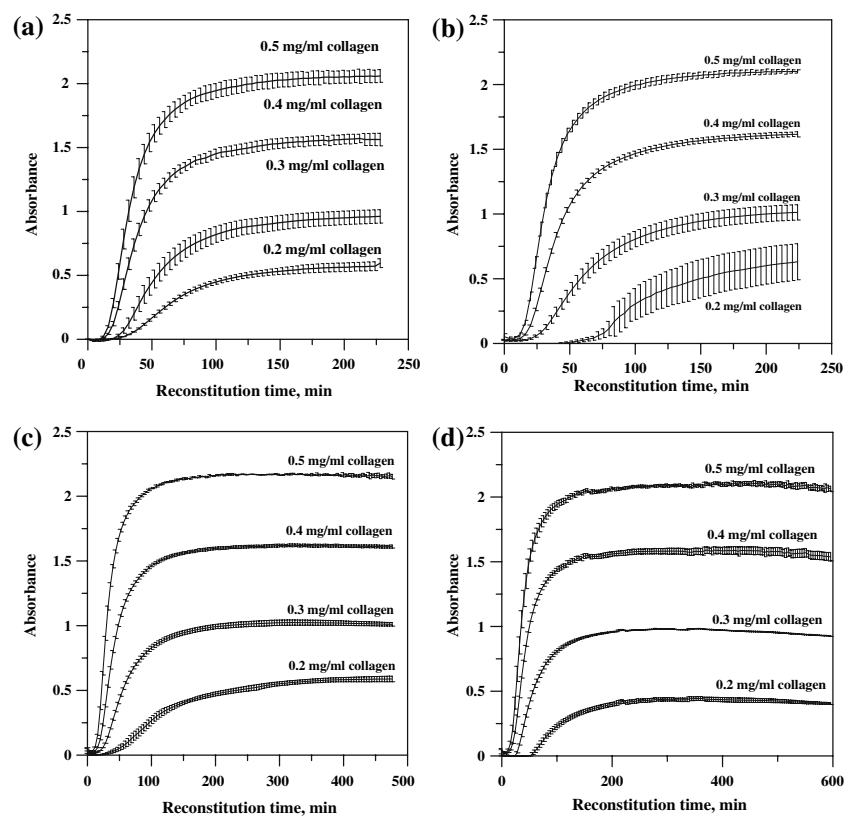 (a)
2.5
2
1.5
1
0.5
0
Absorbance
0.5 mg/ml collagen
0.4 mg/ml collagen
0.3 mg/ml collagen
0.2 mg/ml collagen
0 50 100 150 200 250
Reconstitution time, min
(b)
2.5
2
1.5
1
0.5
0
Absorbance
0.5 mg/ml collagen
0.4 mg/ml collagen
0.3 mg/ml collagen
0.2 mg/ml collagen
0 50 100 150 200 250
Reconstitution time, min
(c)
2.5
2
1.5
1
0.5
0
Absorbance
0.5 mg/ml collagen
0.4 mg/ml collagen
0.3 mg/ml collagen
0.2 mg/ml collagen
0 100 200 300 400 500
Reconstitution time, min
(d)
2.5
2
1.5
1
0.5
0
Absorbance
0.5 mg/ml collagen
0.4 mg/ml collagen
0.3 mg/ml collagen
0.2 mg/ml collagen
0 200 400 600
Reconstitution time, min